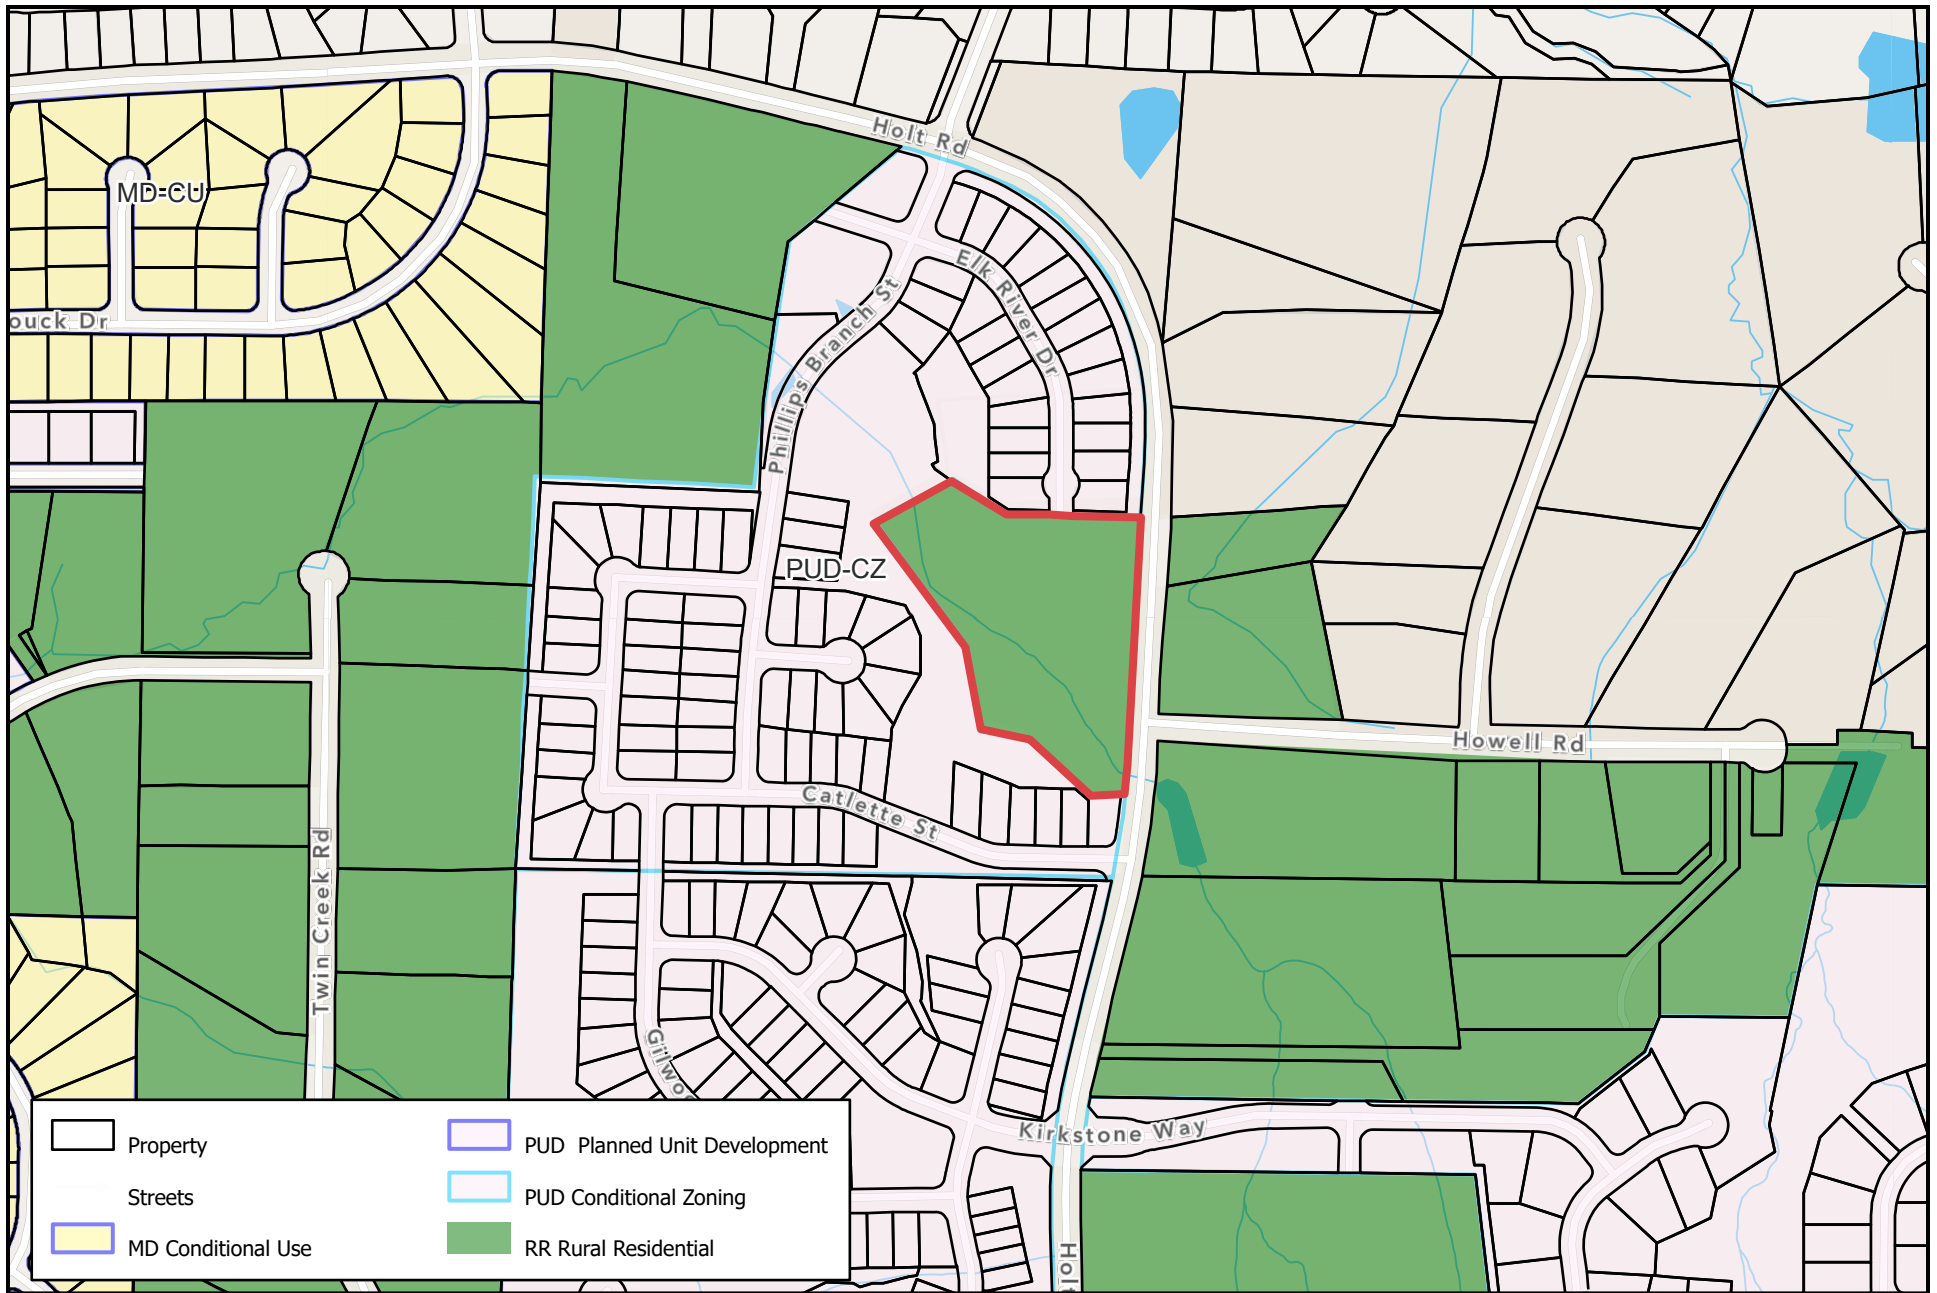 Holt Rd
MD-CU
Elk River Dr
Phillips Branch St
ouck Dr
PUD-CZ
Howell Rd
Catlette St
Twin Creek Rd
Gilwo
Kirkstone Way
Hol
Property
Streets
MD Conditional Use
PUD Planned Unit Development
PUD Conditional Zoning
RR Rural Residential